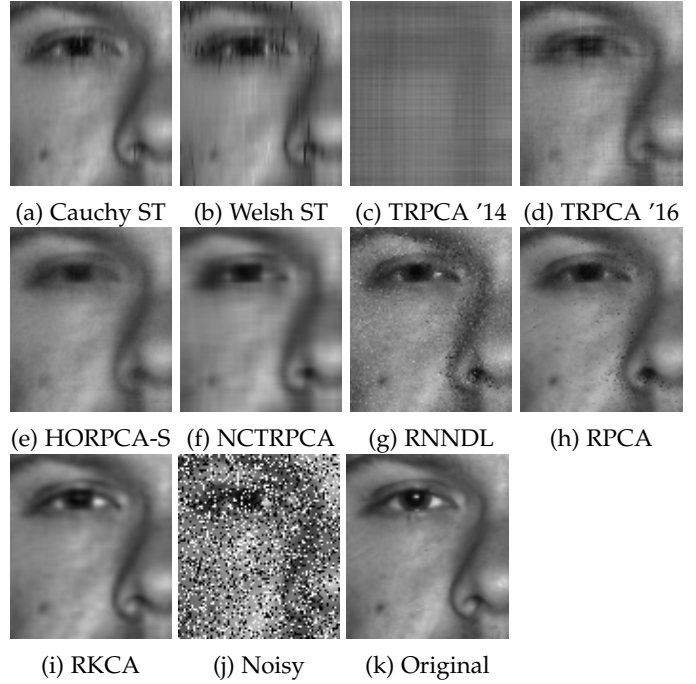 (a) Cauchy ST (b) Welsh ST (c) TRPCA '14 (d) TRPCA '16
(e) HORPCA-S (f) NCTRPCA (g) RNNDL (h) RPCA
(i) RKCA (j) Noisy (k) Original